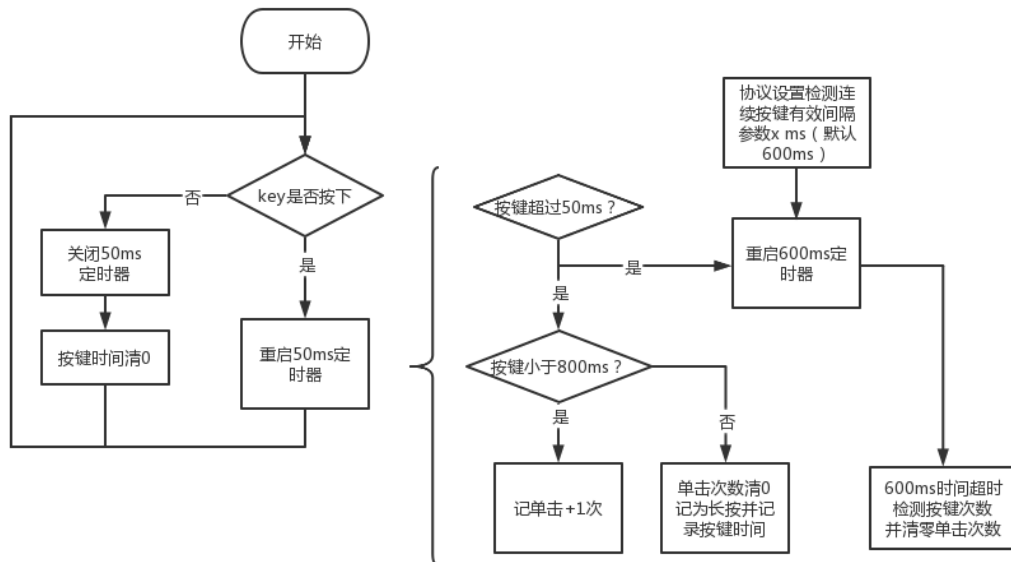 开始
key是否按下
否
关闭50ms
定时器
按键时间清0
是
重启50ms定
时器
按键超过50ms？
是
是
按键小于800ms？
是
否
记单击+1次
单击次数清0
记为长按并记
录按键时间
协议设置检测连
续按键有效间隔
参数x ms（默认
600ms）
重启600ms定
时器
600ms时间超时
检测按键次数
并清零单击次数